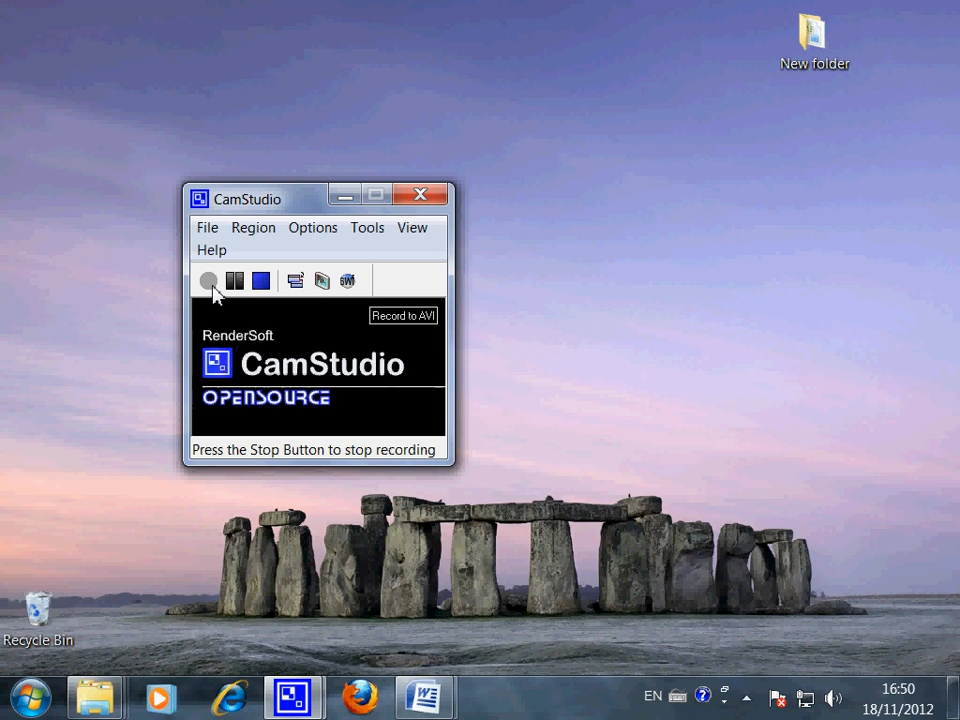 New folder
CamStudio
File Region Options Tools View
Help
SWF
Record to AVI
RenderSoft
CamStudio
OPENSOURCE
Press the Stop Button to stop recording
Recycle Bin
EN
16:50
18/11/2012